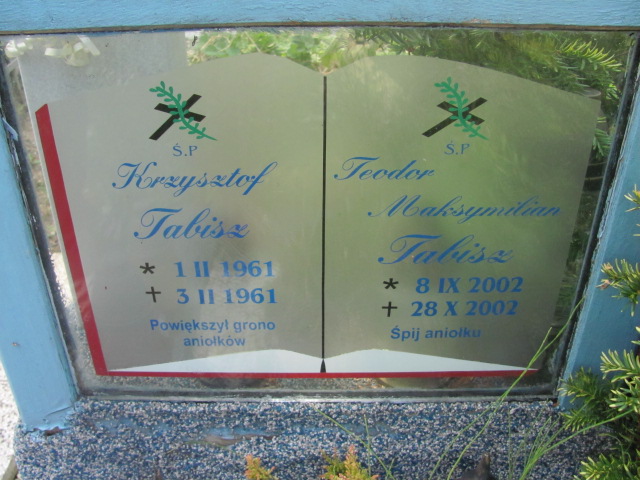 Ś.P
Krzysztof
Tabisz
* 1 II 1961
+ 3 II 1961
Powiększył grono
aniołków
Ś.P
Teodor
Maksymilian
Tabisz
* 8 IX 2002
+ 28 X 2002
Śpij aniołku